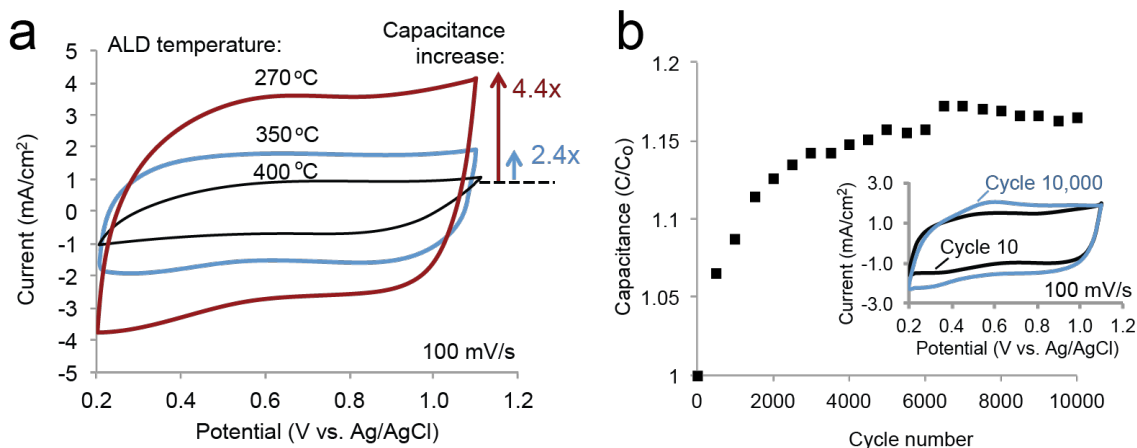 a
ALD temperature:
Capacitance
increase:
270 °C
4.4x
350 °C
2.4x
400 °C
100 mV/s
5
4
3
2
1
0
-1
-2
-3
-4
-5
Current (mA/cm2)
0.2 0.4 0.6 0.8 1.0 1.2
Potential (V vs. Ag/AgCl)
b
1.2
1.15
1.1
1.05
1
Capacitance (C/Co)
0 2000 4000 6000 8000 10000
Cycle number
3.0
1.0
-1.0
-3.0
Current (mA/cm2)
Cycle 10,000
Cycle 10
100 mV/s
0.2 0.4 0.6 0.8 1.0 1.2
Potential (V vs. Ag/AgCl)